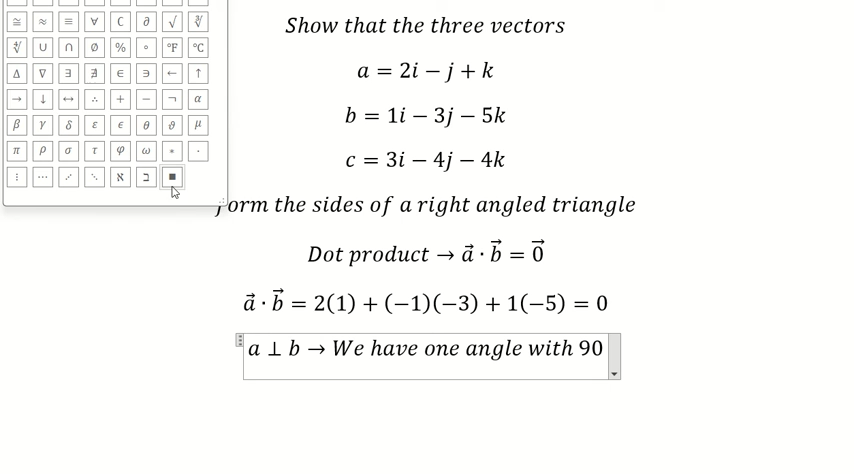 ≅ ≈ ≡ ∀ ∁ ∂ √ ∛
∜ ∪ ∩ ∅ % ° °F °C
∆ ∇ ∃ ∄ ∈ ∋ ← ↑
→ ↓ ↔ ∴ + − ¬ α
β γ δ ε ϵ θ ϑ μ
π ρ σ τ φ ω * ∙
⋮ ⋯ ⋰ ⋱ ℵ ℶ ■
Show that the three vectors
a = 2i − j + k
b = 1i − 3j − 5k
c = 3i − 4j − 4k
form the sides of a right angled triangle
Dot product → a⃗ · b⃗ = 0⃗
a⃗ · b⃗ = 2(1) + (−1)(−3) + 1(−5) = 0
a ⊥ b → We have one angle with 90